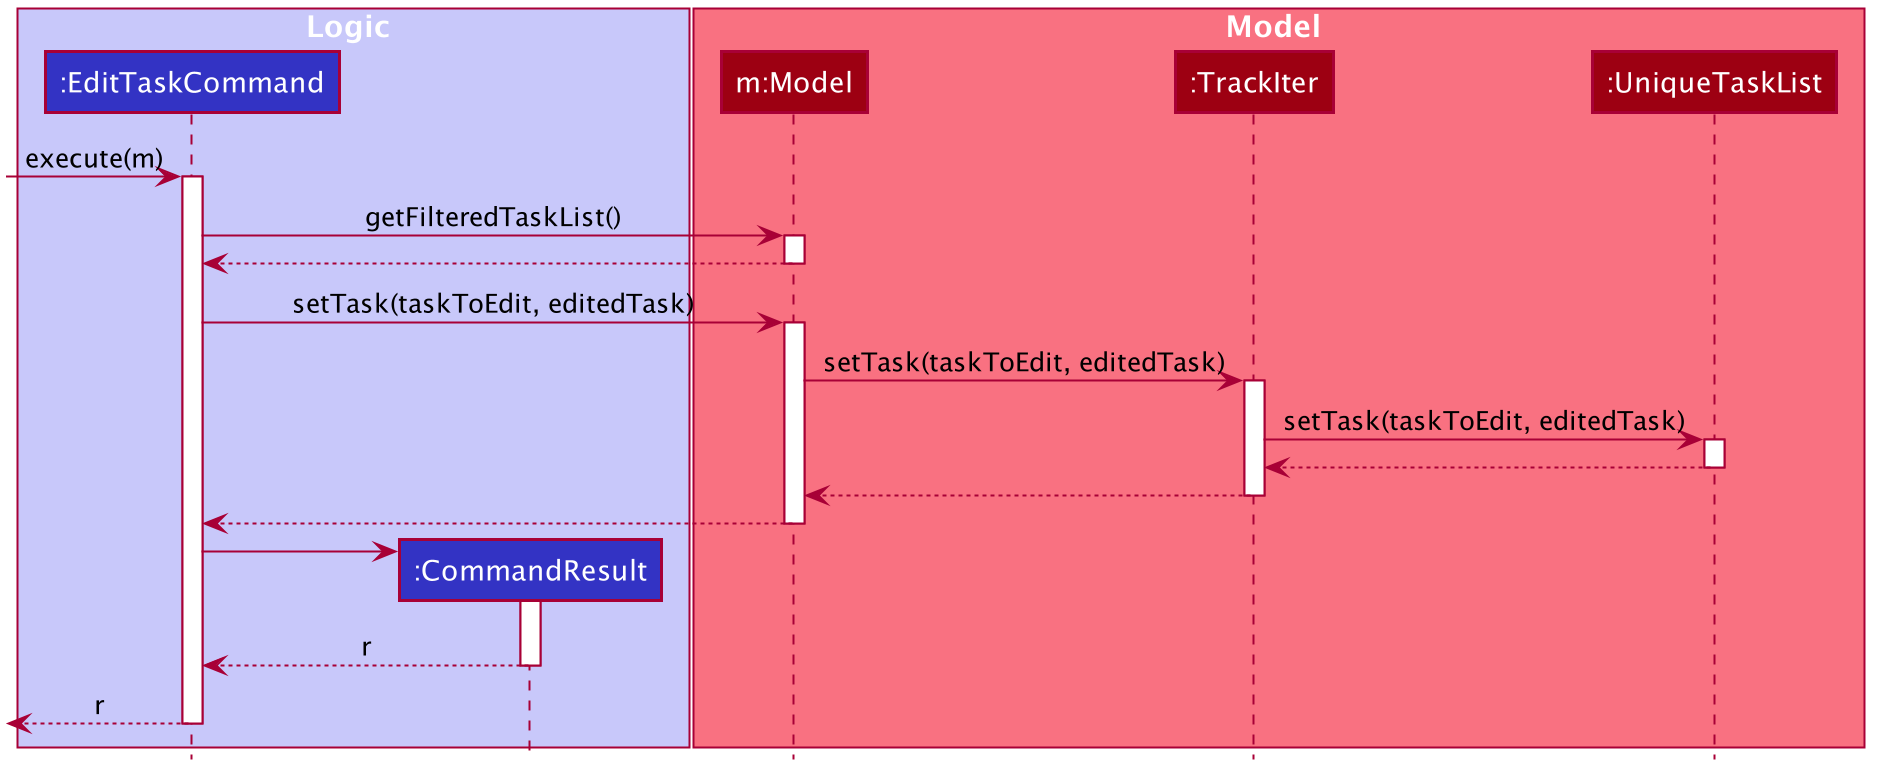 Logic
Model
:EditTaskCommand
m:Model
:TrackIter
:UniqueTaskList
execute(m)
getFilteredTaskList()
setTask(taskToEdit, editedTask)
setTask(taskToEdit, editedTask)
setTask(taskToEdit, editedTask)
:CommandResult
r
r